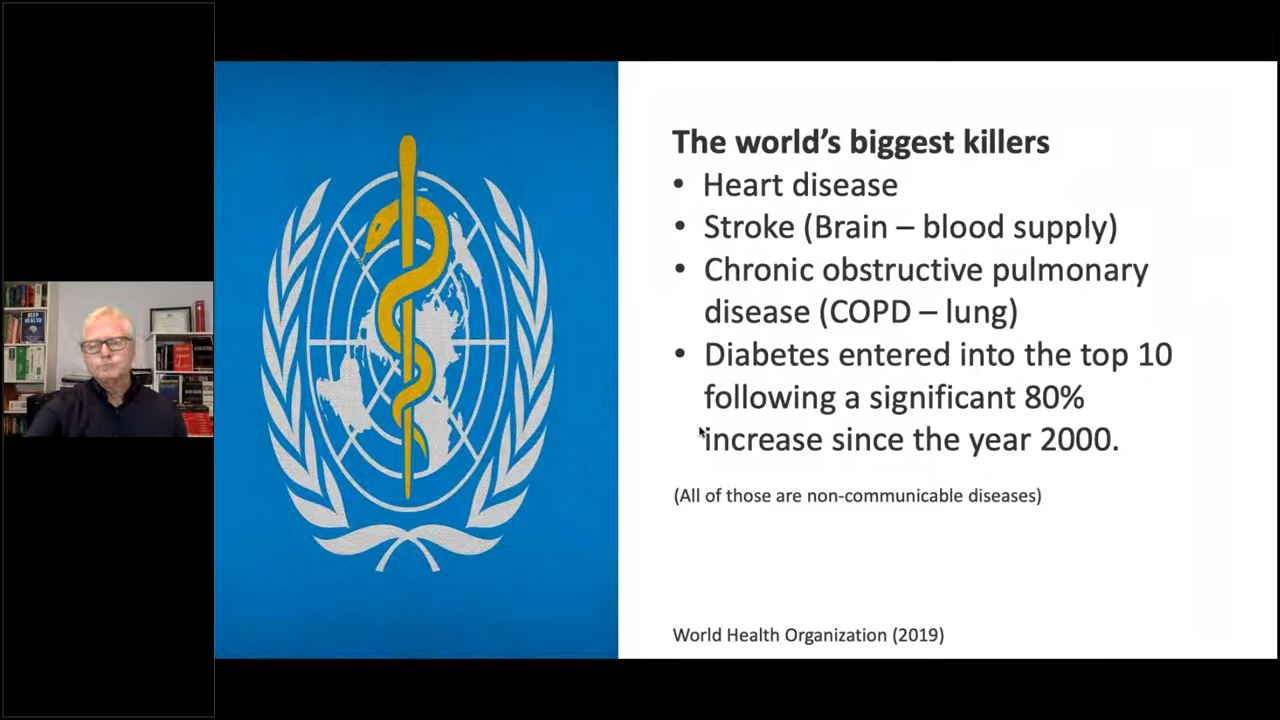 The world's biggest killers
• Heart disease
• Stroke (Brain – blood supply)
• Chronic obstructive pulmonary
disease (COPD – lung)
• Diabetes entered into the top 10
following a significant 80%
increase since the year 2000.
(All of those are non-communicable diseases)
World Health Organization (2019)
DEEP
HEALTH